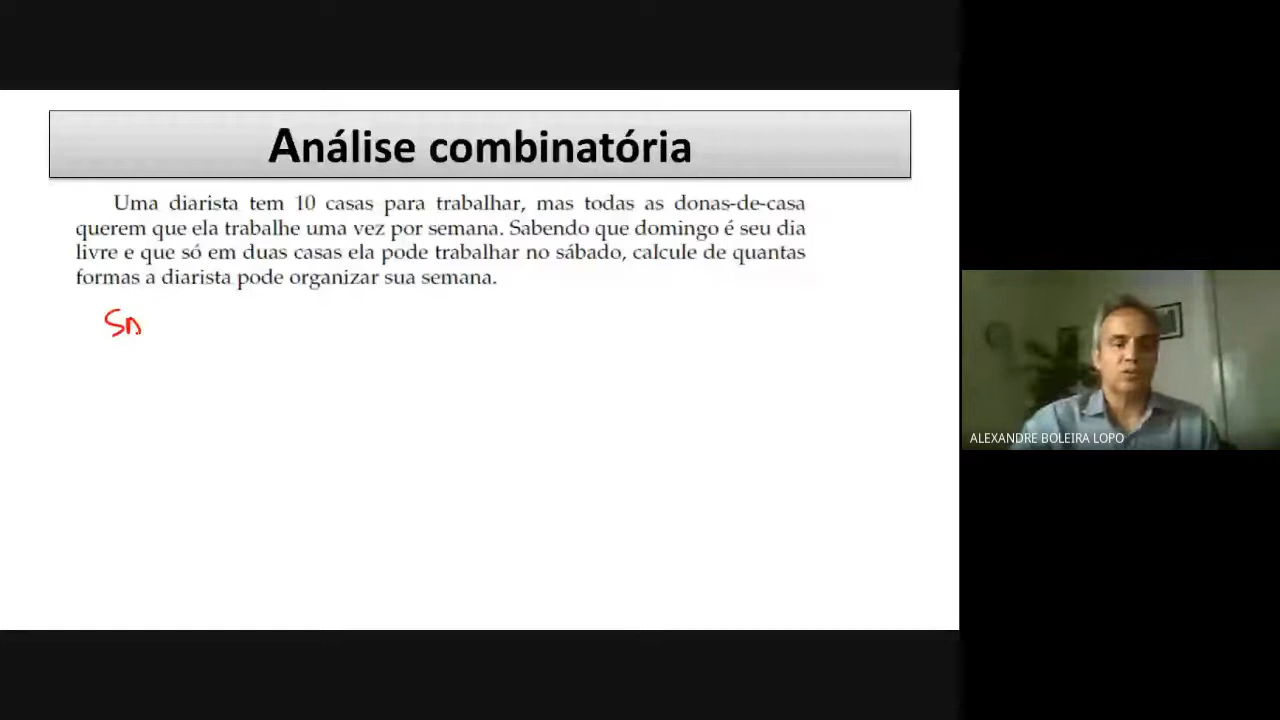 Análise combinatória
Uma diarista tem 10 casas para trabalhar, mas todas as donas-de-casa
querem que ela trabalhe uma vez por semana. Sabendo que domingo é seu dia
livre e que só em duas casas ela pode trabalhar no sábado, calcule de quantas
formas a diarista pode organizar sua semana.
ALEXANDRE BOLEIRA LOPO